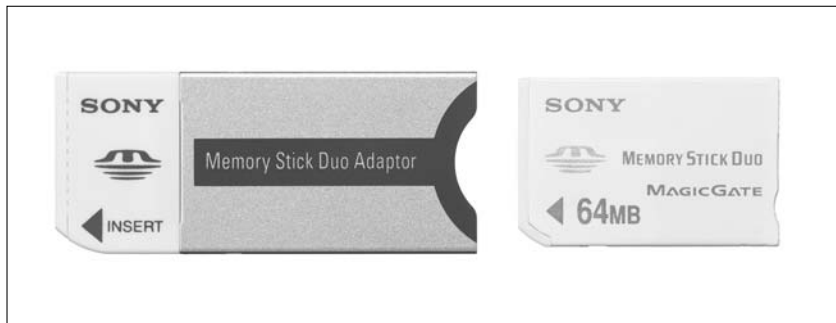 SONY
Memory Stick Duo Adaptor
INSERT
SONY
MEMORY STICK DUO
MAGICGATE
64MB